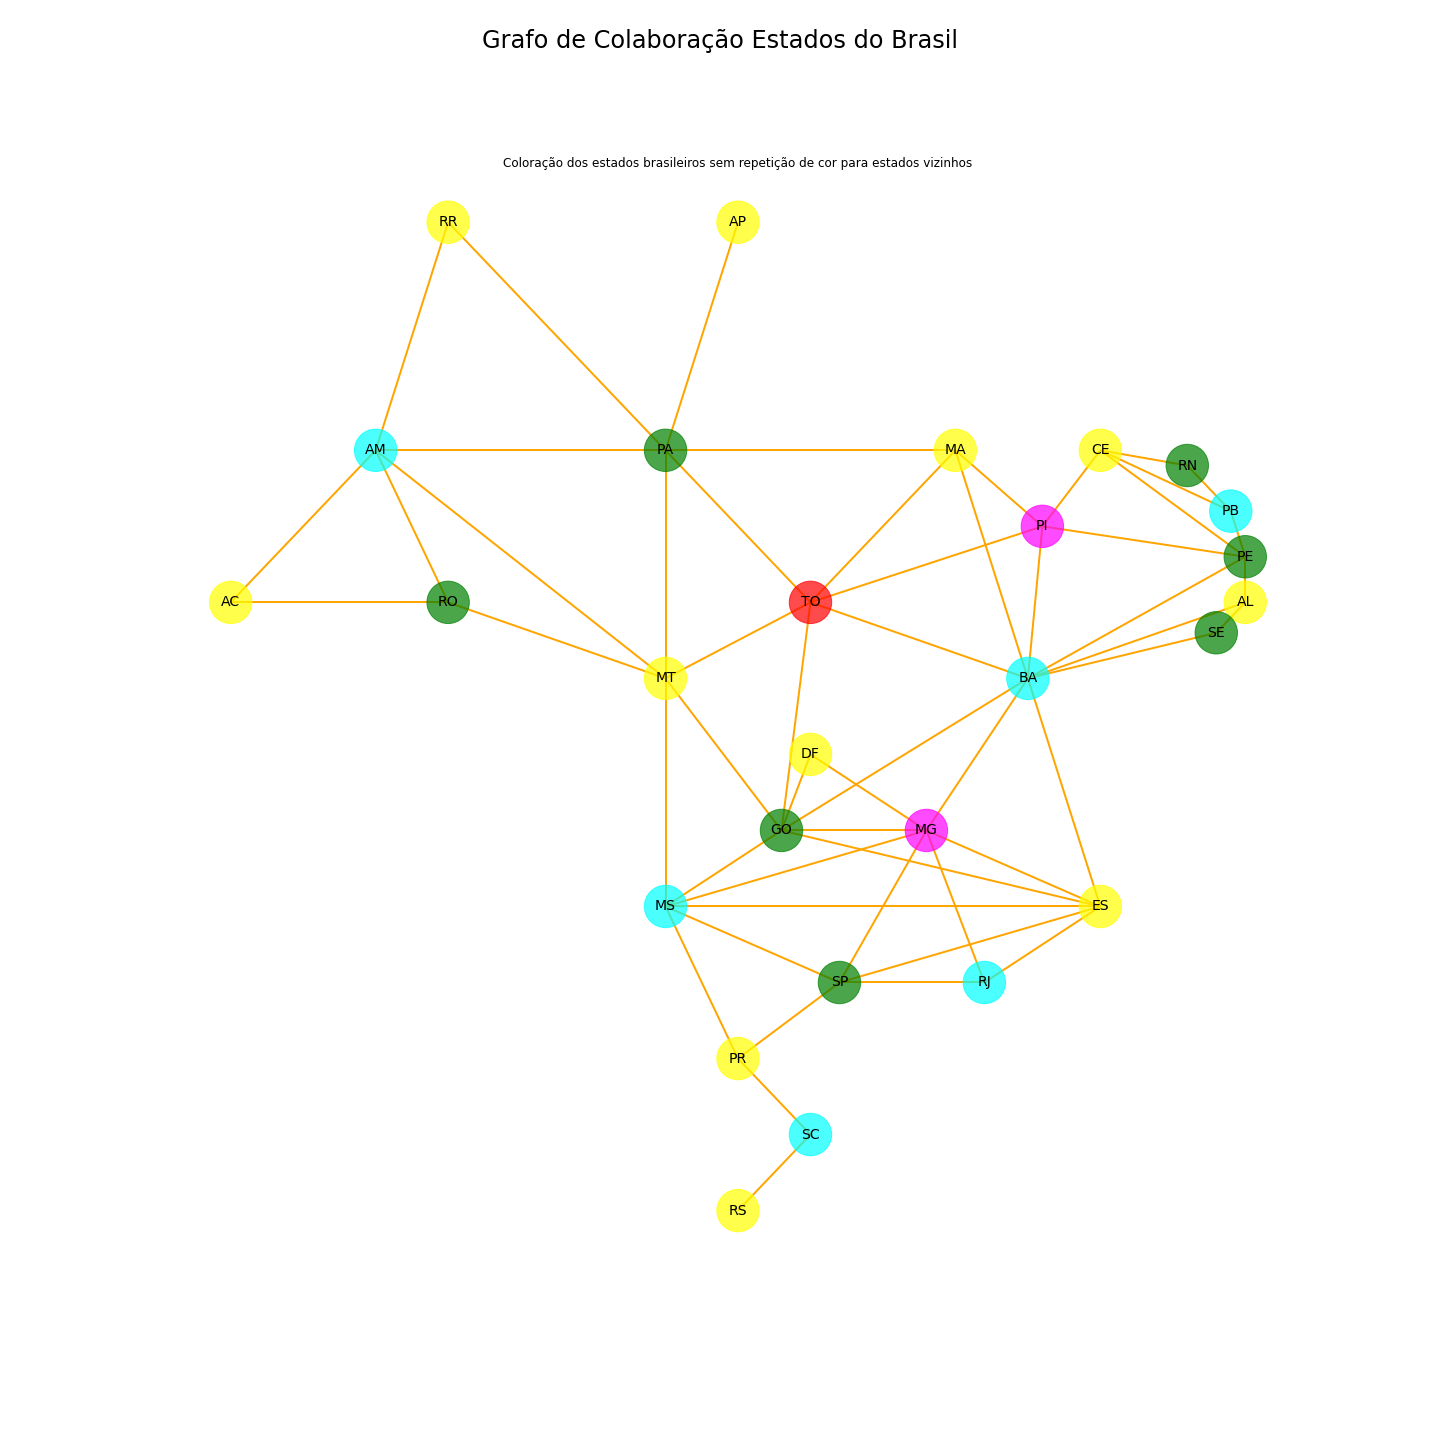 Grafo de Colaboração Estados do Brasil
Coloração dos estados brasileiros sem repetição de cor para estados vizinhos
RR
AP
AM
PA
MA
CE
RN
PB
PI
PE
AC
RO
TO
AL
SE
MT
BA
DF
GO
MG
MS
ES
SP
RJ
PR
SC
RS